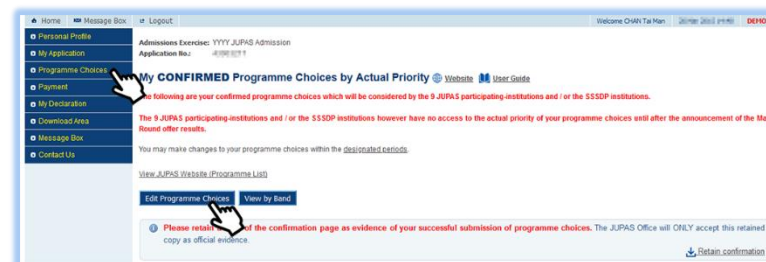 Home Message Box Logout Welcome CHAN Tai Man DEMO
Personal Profile
My Application
Programme Choices
Payment
My Declaration
Download Area
Message Box
Contact Us
Admissions Exercise: YYYY JUPAS Admission
Application No.:
My CONFIRMED Programme Choices by Actual Priority Website User Guide
The following are your confirmed programme choices which will be considered by the 9 JUPAS participating-institutions and / or the SSSDP institutions.
The 9 JUPAS participating-institutions and / or the SSSDP institutions however have no access to the actual priority of your programme choices until after the announcement of the Ma
Round offer results.
You may make changes to your programme choices within the designated periods.
View JUPAS Website (Programme List)
Edit Programme Choices View by Band
Please retain of the confirmation page as evidence of your successful submission of programme choices. The JUPAS Office will ONLY accept this retained
copy as official evidence.
Retain confirmation